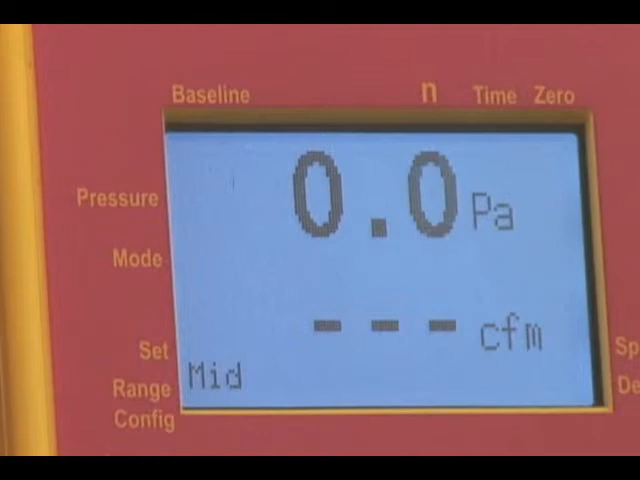 Baseline n Time Zero
Pressure 0.0 Pa
Mode
--- cfm
Set
Range Mid
Config